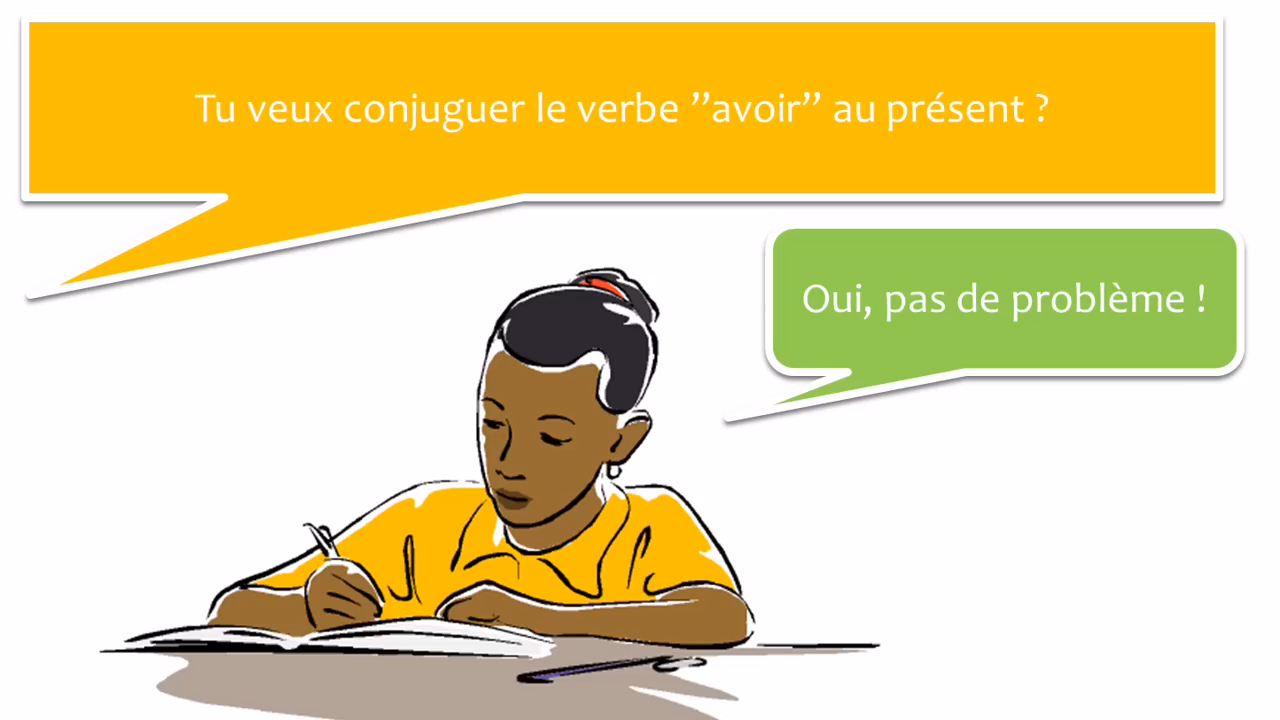 Tu veux conjuguer le verbe ”avoir” au présent ?
Oui, pas de problème !